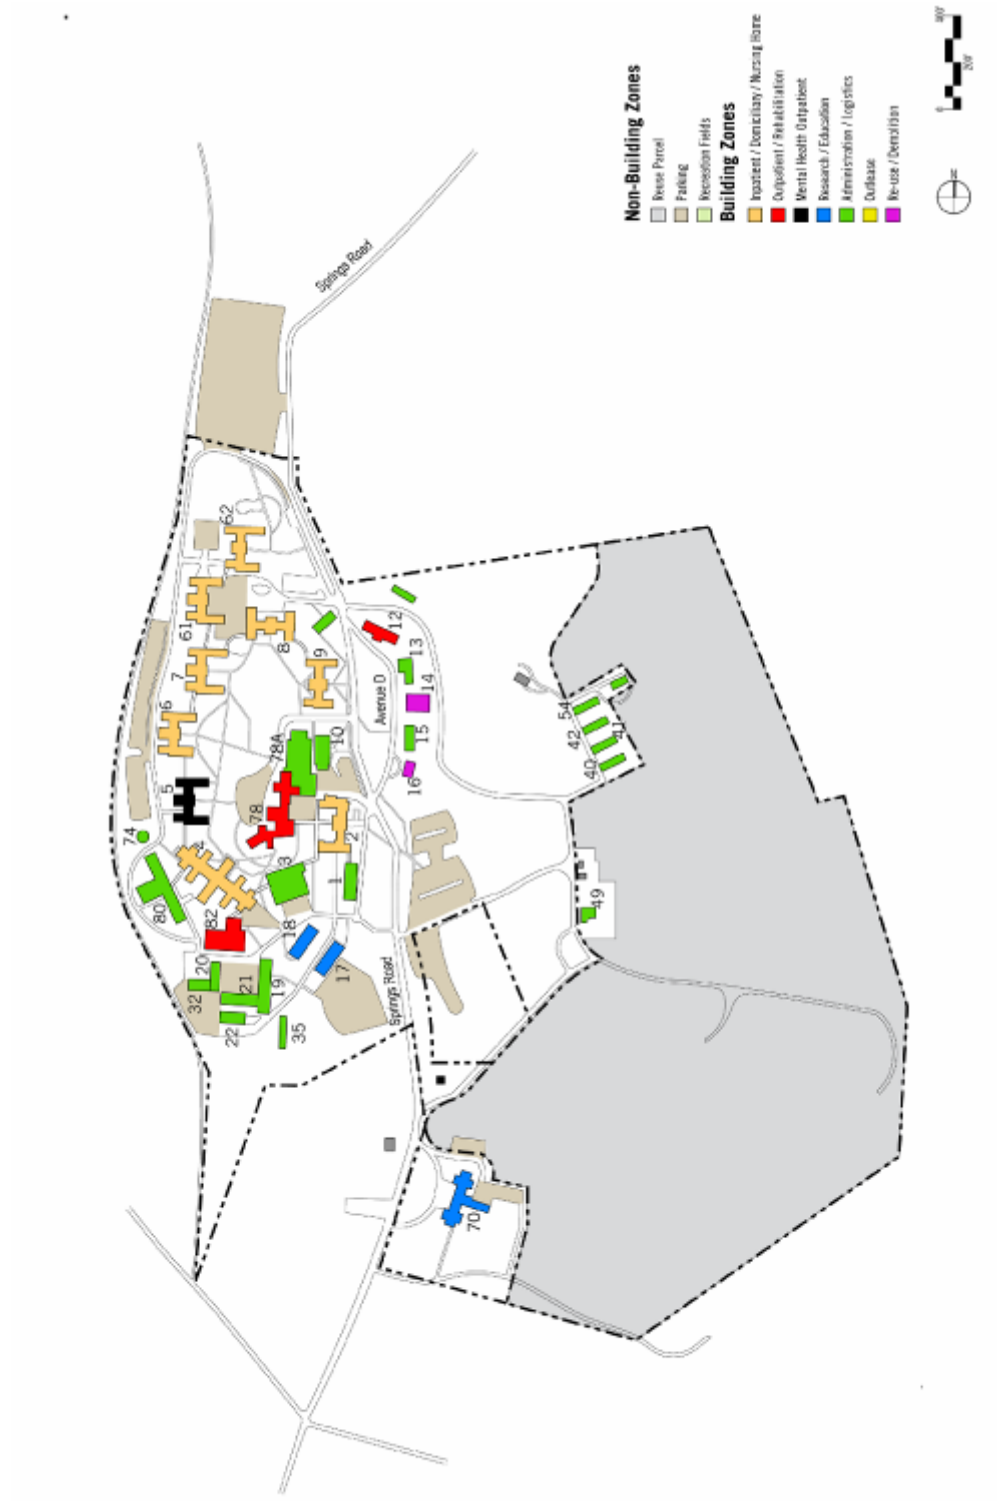 Non-Building Zones
Reuse Parcel
Parking
Recreation Fields
Building Zones
Inpatient / Domiciliary / Nursing Home
Outpatient / Rehabilitation
Mental Health Outpatient
Research / Education
Administration / Logistics
Outlease
Re-use / Demolition
0
200'
Springs Road
62
61
8
7
9
6
12
13
14
Avenue D
15
16
10
78A
78
5
74
4
2
3
1
80
82
18
17
20
21
19
32
22
35
Springs Road
54
42
41
40
49
70